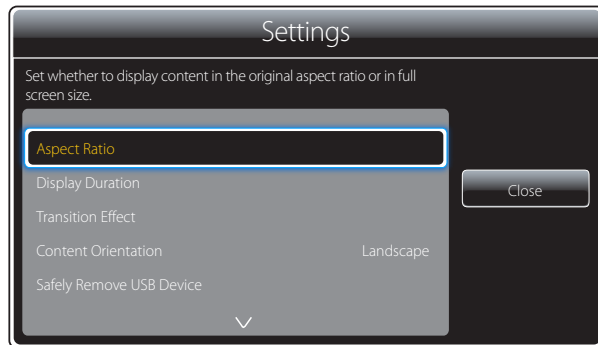 Settings
Set whether to display content in the original aspect ratio or in full
screen size.
Aspect Ratio
Display Duration
Close
Transition Effect
Content Orientation Landscape
Safely Remove USB Device